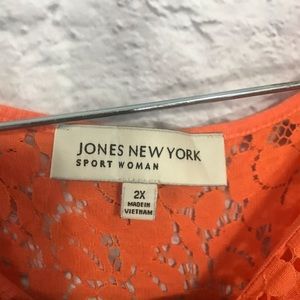 JONES NEW YORK
SPORT WOMAN
2X
MADE IN
VIETNAM